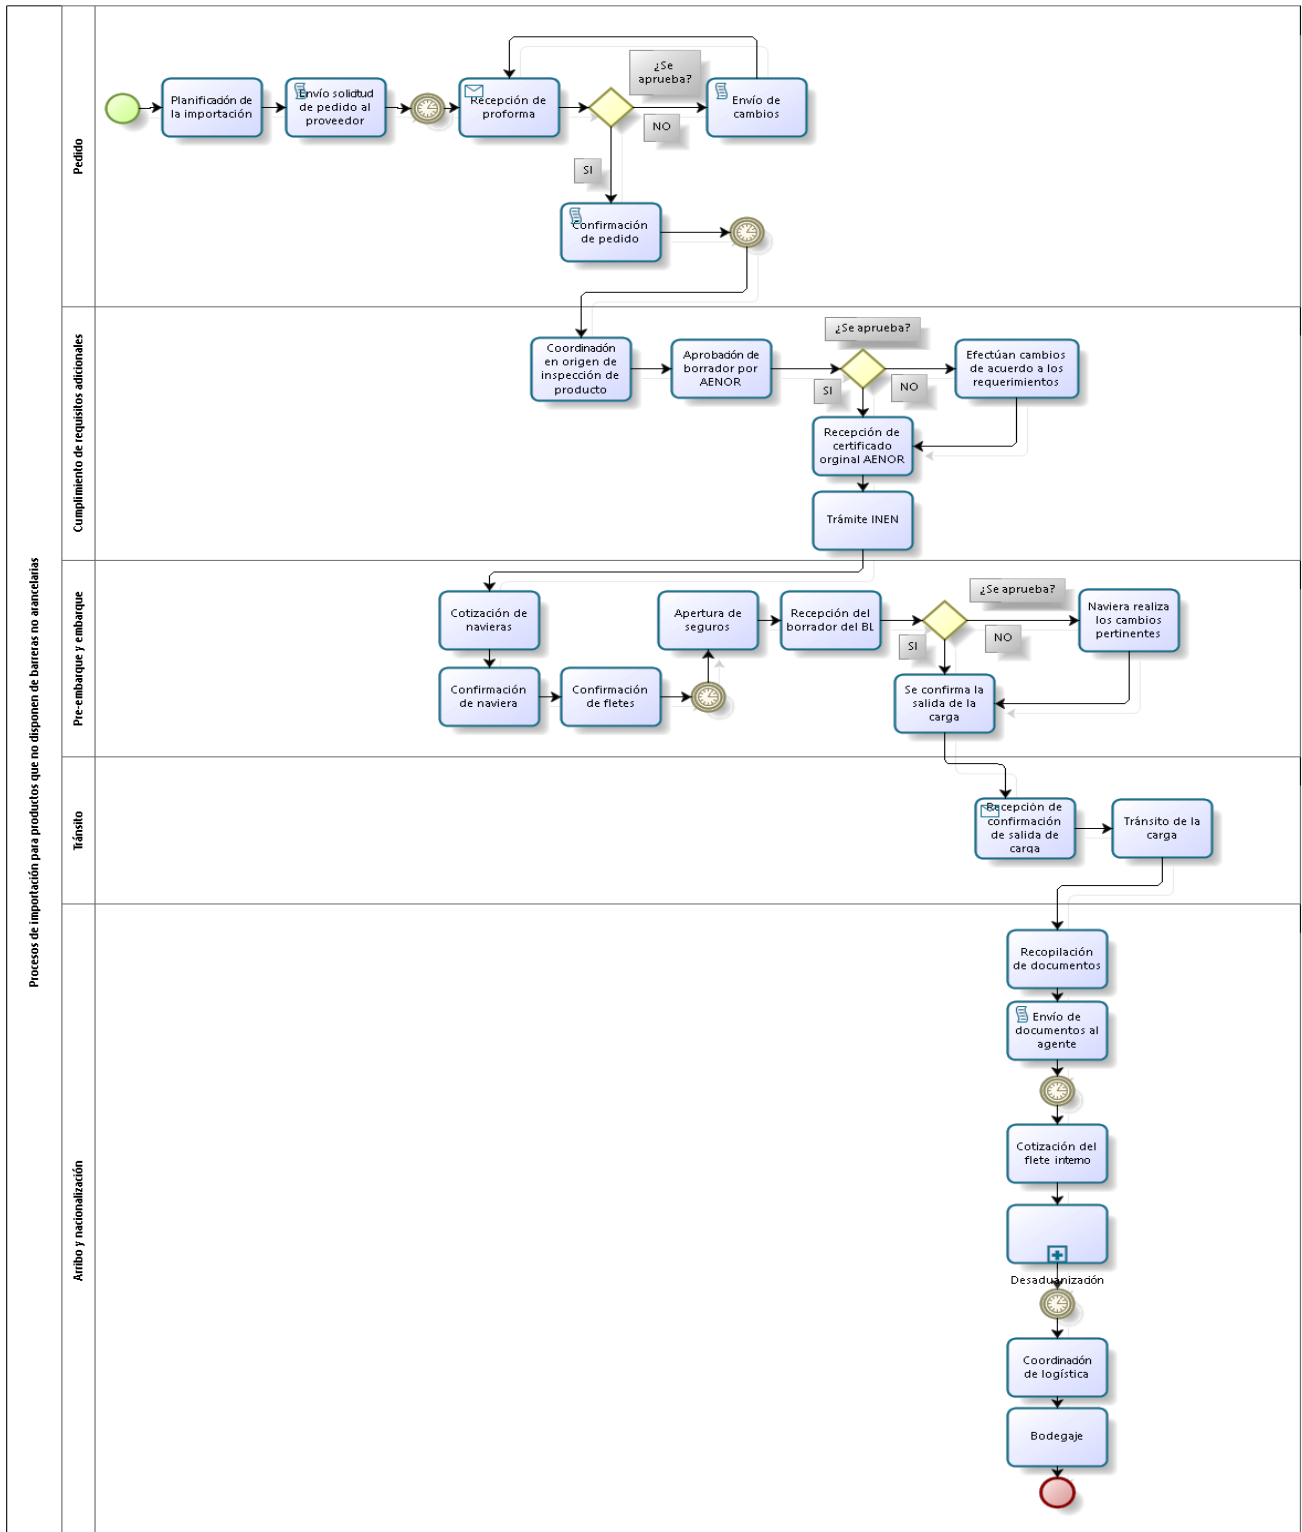 Procesos de importación para productos que no disponen de barreras no arancelarias
Pedido
Planificación de
la importación
Envío solicitud
de pedido al
proveedor
Recepción de
proforma
¿Se
aprueba?
NO
Envío de
cambios
SI
Confirmación
de pedido
Cumplimiento de requisitos adicionales
Coordinación
en origen de
inspección de
producto
Aprobación de
borrador por
AENOR
¿Se aprueba?
SI
NO
Efectúan cambios
de acuerdo a los
requerimientos
Recepción de
certificado
orginal AENOR
Trámite INEN
Pre-embarque y embarque
Cotización de
navieras
Confirmación
de naviera
Confirmación
de fletes
Apertura de
seguros
Recepción del
borrador del BL
¿Se aprueba?
SI
NO
Naviera realiza
los cambios
pertinentes
Se confirma la
salida de la
carga
Tránsito
Recepción de
confirmación
de salida de
carga
Tránsito de la
carga
Arribo y nacionalización
Recopilación
de documentos
Envío de
documentos al
agente
Cotización del
flete interno
Desaduanización
Coordinación
de logística
Bodegaje